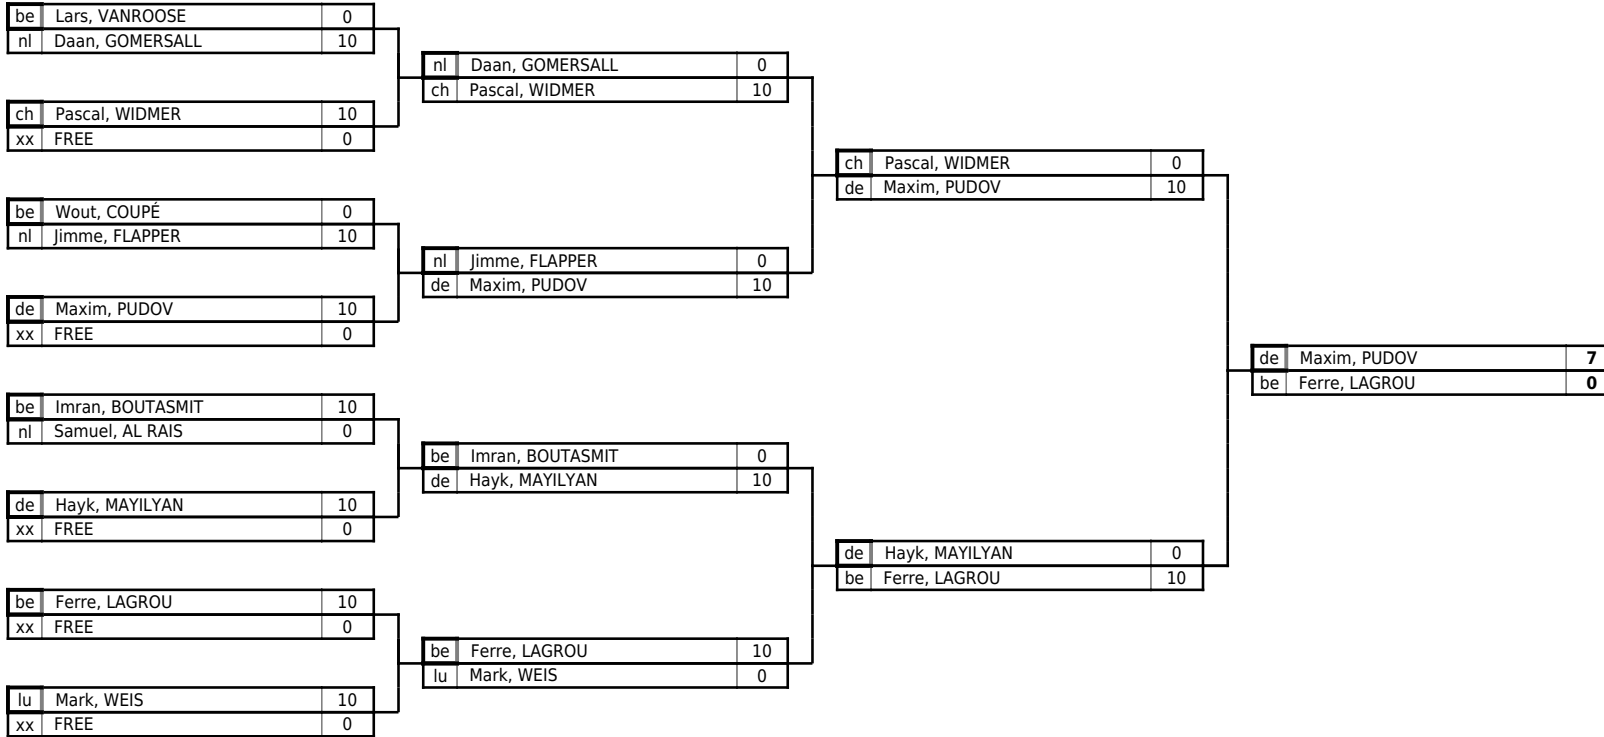 be Lars, VANROOSE 0
nl Daan, GOMERSALL 10
ch Pascal, WIDMER 10
xx FREE 0
be Wout, COUPÉ 0
nl Jimme, FLAPPER 10
de Maxim, PUDOV 10
xx FREE 0
be Imran, BOUTASMIT 10
nl Samuel, AL RAIS 0
de Hayk, MAYILYAN 10
xx FREE 0
be Ferre, LAGROU 10
xx FREE 0
lu Mark, WEIS 10
xx FREE 0
nl Daan, GOMERSALL 0
ch Pascal, WIDMER 10
nl Jimme, FLAPPER 0
de Maxim, PUDOV 10
be Imran, BOUTASMIT 0
de Hayk, MAYILYAN 10
be Ferre, LAGROU 10
lu Mark, WEIS 0
ch Pascal, WIDMER 0
de Maxim, PUDOV 10
de Hayk, MAYILYAN 0
be Ferre, LAGROU 10
de Maxim, PUDOV 7
be Ferre, LAGROU 0